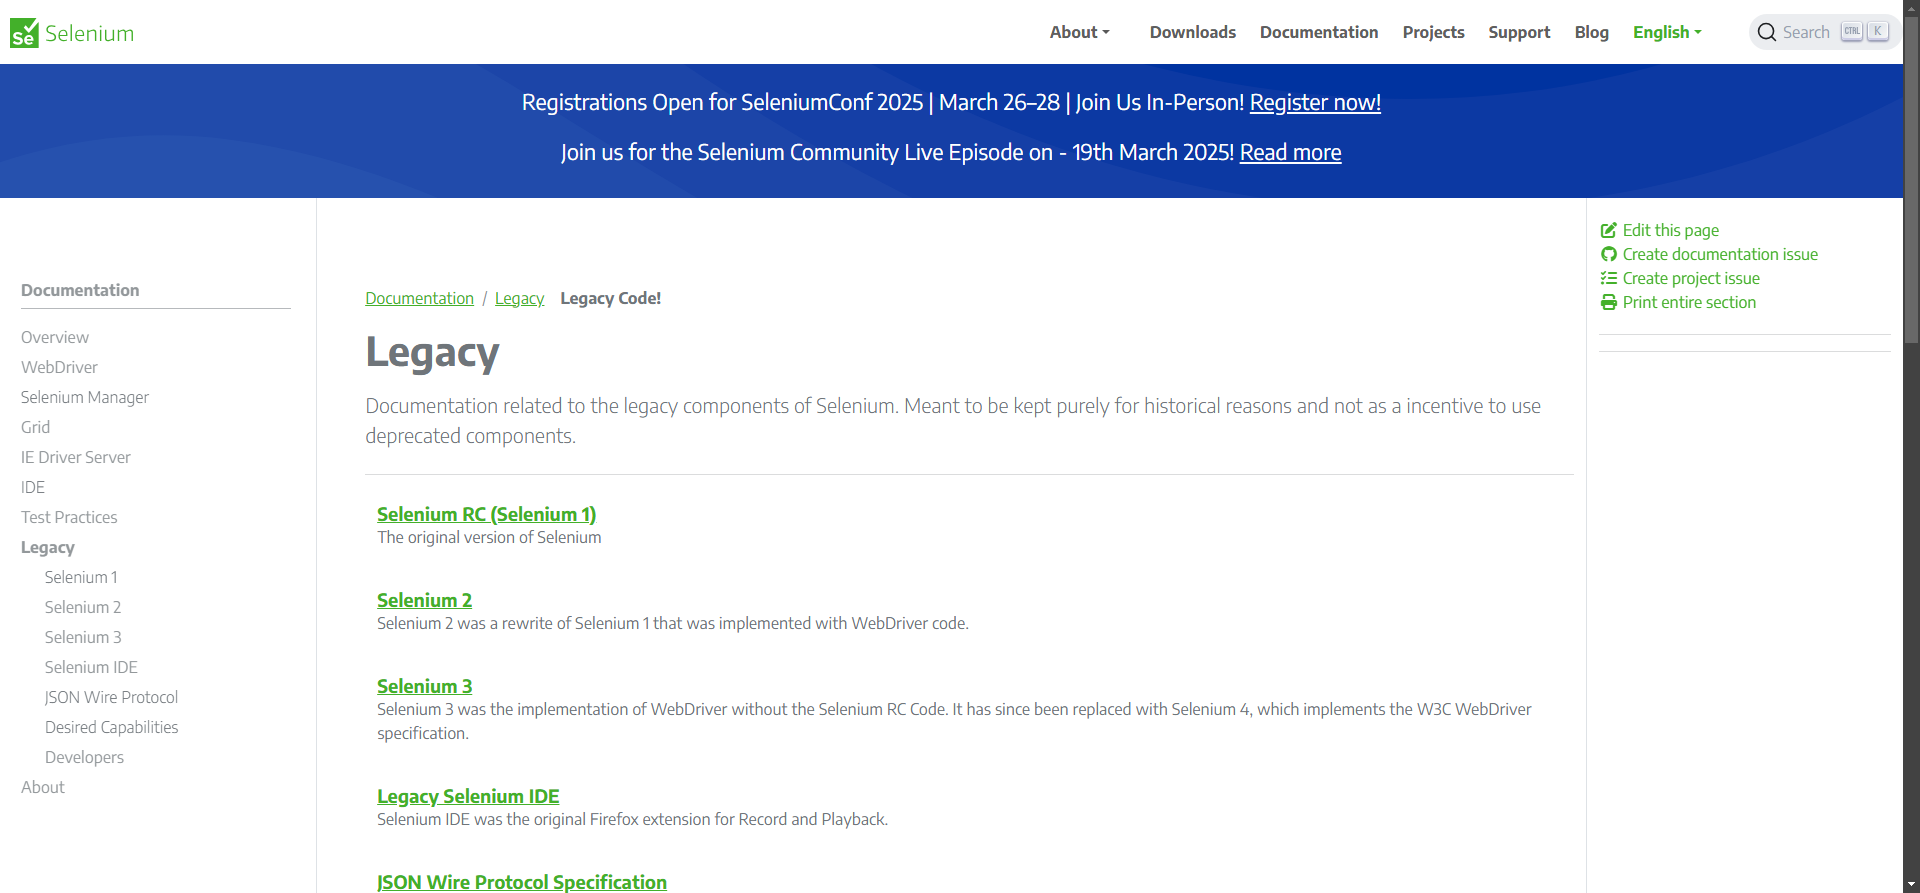 Se Selenium
About
Downloads
Documentation
Projects
Support
Blog
English
Search CTRL K
Registrations Open for SeleniumConf 2025 | March 26–28 | Join Us In-Person! Register now!
Join us for the Selenium Community Live Episode on - 19th March 2025! Read more
Documentation
Overview
WebDriver
Selenium Manager
Grid
IE Driver Server
IDE
Test Practices
Legacy
Selenium 1
Selenium 2
Selenium 3
Selenium IDE
JSON Wire Protocol
Desired Capabilities
Developers
About
Documentation / Legacy Legacy Code!
Legacy
Documentation related to the legacy components of Selenium. Meant to be kept purely for historical reasons and not as a incentive to use
deprecated components.
Selenium RC (Selenium 1)
The original version of Selenium
Selenium 2
Selenium 2 was a rewrite of Selenium 1 that was implemented with WebDriver code.
Selenium 3
Selenium 3 was the implementation of WebDriver without the Selenium RC Code. It has since been replaced with Selenium 4, which implements the W3C WebDriver
specification.
Legacy Selenium IDE
Selenium IDE was the original Firefox extension for Record and Playback.
JSON Wire Protocol Specification
Edit this page
Create documentation issue
Create project issue
Print entire section